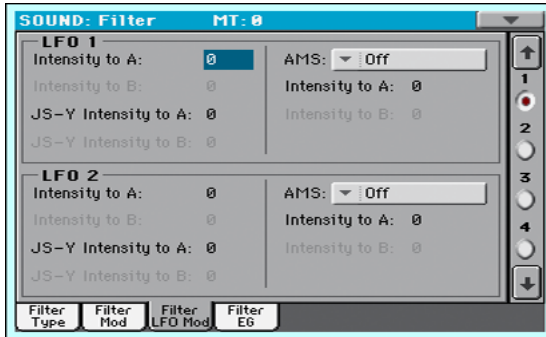 SOUND: Filter MT: 0
LFO 1
Intensity to A: 0 AMS: Off
Intensity to B: 0 Intensity to A: 0
JS-Y Intensity to A: 0 Intensity to B: 0
JS-Y Intensity to B: 0
LFO 2
Intensity to A: 0 AMS: Off
Intensity to B: 0 Intensity to A: 0
JS-Y Intensity to A: 0 Intensity to B: 0
JS-Y Intensity to B: 0
1
2
3
4
Filter Type
Filter Mod
Filter LFO Mod
Filter EG